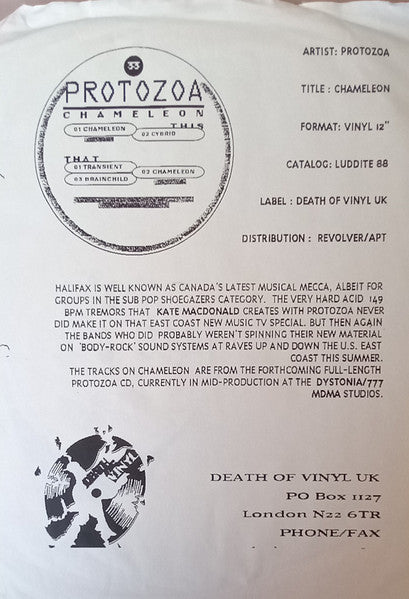 33
PROTOZOA
CHAMELEON
THIS
01 CHAMELEON
02 CYBRID
THAT
01 TRANSIENT
02 CHAMELEON
03 BRAINCHILD
ARTIST: PROTOZOA
TITLE : CHAMELEON
FORMAT: VINYL 12"
CATALOG: LUDDITE 88
LABEL : DEATH OF VINYL UK
DISTRIBUTION : REVOLVER/APT
HALIFAX IS WELL KNOWN AS CANADA'S LATEST MUSICAL MECCA, ALBEIT FOR
GROUPS IN THE SUB POP SHOEGAZERS CATEGORY. THE VERY HARD ACID 149
BPM TREMORS THAT KATE MACDONALD CREATES WITH PROTOZOA NEVER
DID MAKE IT ON THAT EAST COAST NEW MUSIC TV SPECIAL. BUT THEN AGAIN
THE BANDS WHO DID PROBABLY WEREN'T SPINNING THEIR NEW MATERIAL
ON 'BODY-ROCK' SOUND SYSTEMS AT RAVES UP AND DOWN THE U.S. EAST
COAST THIS SUMMER.
THE TRACKS ON CHAMELEON ARE FROM THE FORTHCOMING FULL-LENGTH
PROTOZOA CD, CURRENTLY IN MID-PRODUCTION AT THE DYSTONIA/777
MDMA STUDIOS.
DEATH
VINYL
DEATH OF VINYL UK
PO Box 1127
London N22 6TR
PHONE/FAX